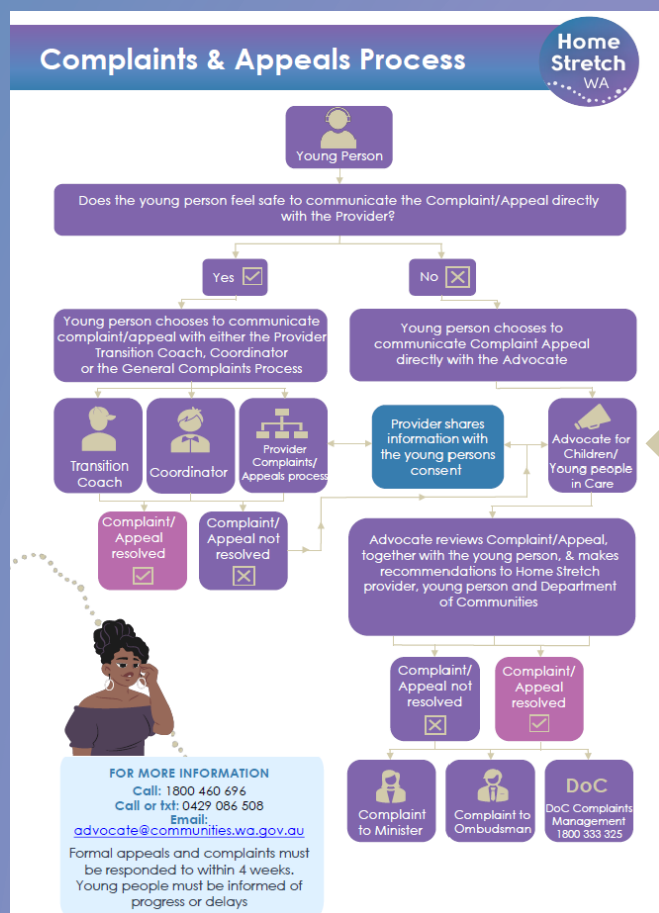 Complaints & Appeals Process
Home
Stretch
WA
Young Person
Does the young person feel safe to communicate the Complaint/Appeal directly
with the Provider?
Yes
No
Young person chooses to communicate
complaint/appeal with either the Provider
Transition Coach, Coordinator
or the General Complaints Process
Young person chooses to
communicate Complaint Appeal
directly with the Advocate
Transition
Coach
Coordinator
Provider
Complaints/
Appeals process
Provider shares
information with
the young persons
consent
Advocate for
Children/
Young people
in Care
Complaint/
Appeal
resolved
Complaint/
Appeal not
resolved
Advocate reviews Complaint/Appeal,
together with the young person, & makes
recommendations to Home Stretch
provider, young person and Department
of Communities
Complaint/
Appeal not
resolved
Complaint/
Appeal
resolved
Complaint
to Minister
Complaint to
Ombudsman
DoC
DoC Complaints
Management
1800 333 325
FOR MORE INFORMATION
Call: 1800 460 696
Call or txt: 0429 086 508
Email:
advocate@communities.wa.gov.au
Formal appeals and complaints must
be responded to within 4 weeks.
Young people must be informed of
progress or delays